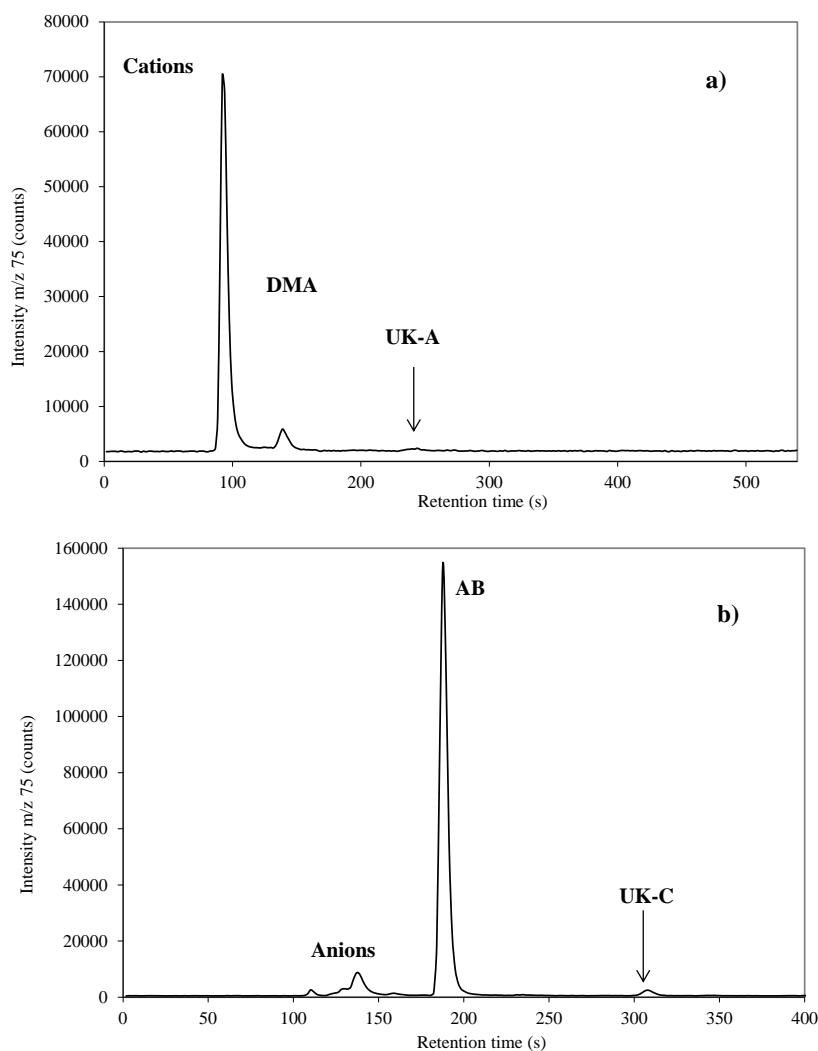 80000
Cations
a)
70000
60000
50000
40000
30000
20000
10000
0
Intensity m/z 75 (counts)
DMA
UK-A
0 100 200 300 400 500
Retention time (s)
160000
AB
b)
140000
120000
100000
80000
60000
40000
20000
0
Intensity m/z 75 (counts)
UK-C
Anions
0 50 100 150 200 250 300 350 400
Retention time (s)